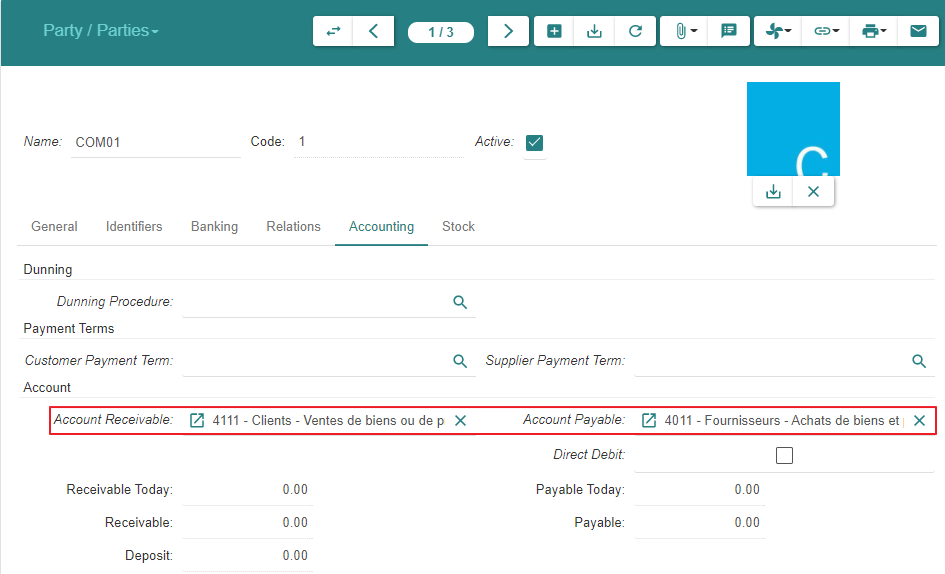 Party / Parties
1 / 3
Name: COM01 Code: 1 Active:
C
General Identifiers Banking Relations Accounting Stock
Dunning
Dunning Procedure:
Payment Terms
Customer Payment Term: Supplier Payment Term:
Account
Account Receivable: 4111 - Clients - Ventes de biens ou de p Account Payable: 4011 - Fournisseurs - Achats de biens et
Direct Debit:
Receivable Today: 0.00 Payable Today: 0.00
Receivable: 0.00 Payable: 0.00
Deposit: 0.00